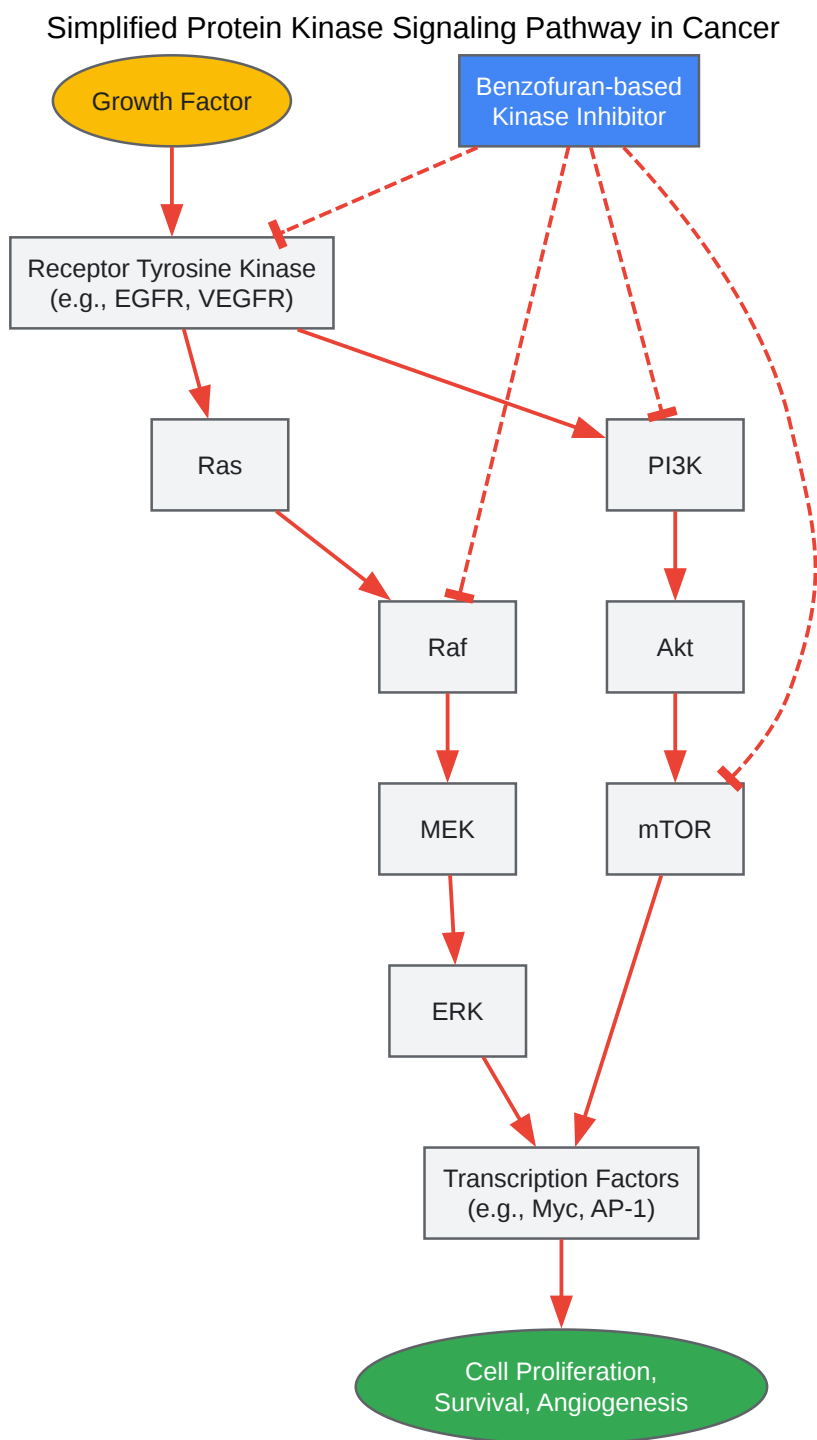 Simplified Protein Kinase Signaling Pathway in Cancer
Growth Factor
Benzofuran-based
Kinase Inhibitor
Receptor Tyrosine Kinase
(e.g., EGFR, VEGFR)
Ras
PI3K
Raf
Akt
MEK
mTOR
ERK
Transcription Factors
(e.g., Myc, AP-1)
Cell Proliferation,
Survival, Angiogenesis